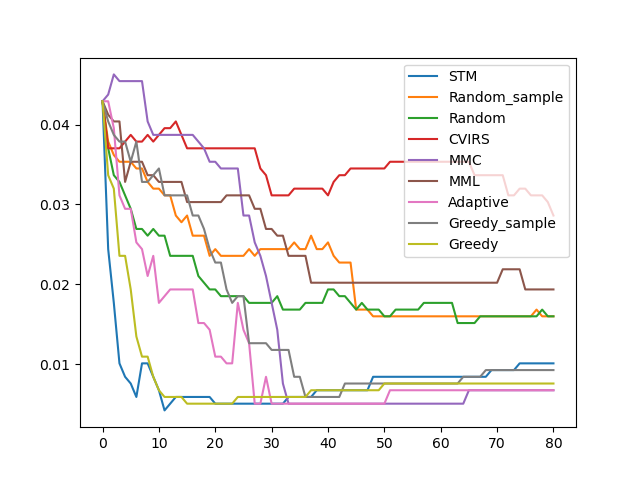 STM
Random_sample
Random
CVIRS
MMC
MML
Adaptive
Greedy_sample
Greedy
0.04
0.03
0.02
0.01
0 10 20 30 40 50 60 70 80